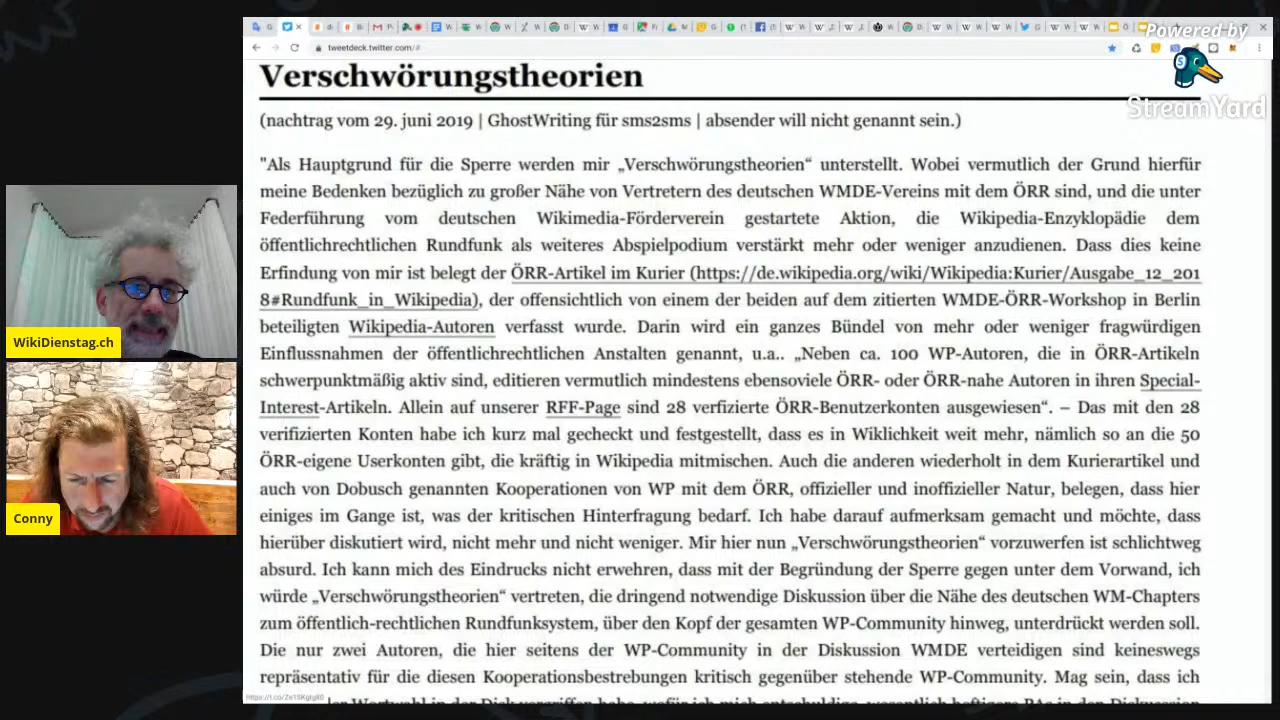 tweetdeck.twitter.com/#
Powered by
StreamYard
Verschwörungstheorien
(nachtrag vom 29. juni 2019 | GhostWriting für sms2sms | absender will nicht genannt sein.)
"Als Hauptgrund für die Sperre werden mir „Verschwörungstheorien“ unterstellt. Wobei vermutlich der Grund hierfür
meine Bedenken bezüglich zu großer Nähe von Vertretern des deutschen WMDE-Vereins mit dem ÖRR sind, und die unter
Federführung vom deutschen Wikimedia-Förderverein gestartete Aktion, die Wikipedia-Enzyklopädie dem
öffentlichrechtlichen Rundfunk als weiteres Abspielpodium verstärkt mehr oder weniger anzudienen. Dass dies keine
Erfindung von mir ist belegt der ÖRR-Artikel im Kurier (https://de.wikipedia.org/wiki/Wikipedia:Kurier/Ausgabe_12_201
8#Rundfunk_in_Wikipedia), der offensichtlich von einem der beiden auf dem zitierten WMDE-ÖRR-Workshop in Berlin
beteiligten Wikipedia-Autoren verfasst wurde. Darin wird ein ganzes Bündel von mehr oder weniger fragwürdigen
Einflussnahmen der öffentlichrechtlichen Anstalten genannt, u.a.. „Neben ca. 100 WP-Autoren, die in ÖRR-Artikeln
schwerpunktmäßig aktiv sind, editieren vermutlich mindestens ebensoviele ÖRR- oder ÖRR-nahe Autoren in ihren Special-
Interest-Artikeln. Allein auf unserer RFF-Page sind 28 verfizierte ÖRR-Benutzerkonten ausgewiesen“. – Das mit den 28
verifizierten Konten habe ich kurz mal gecheckt und festgestellt, dass es in Wiklichkeit weit mehr, nämlich so an die 50
ÖRR-eigene Userkonten gibt, die kräftig in Wikipedia mitmischen. Auch die anderen wiederholt in dem Kurierartikel und
auch von Dobusch genannten Kooperationen von WP mit dem ÖRR, offizieller und inoffizieller Natur, belegen, dass hier
einiges im Gange ist, was der kritischen Hinterfragung bedarf. Ich habe darauf aufmerksam gemacht und möchte, dass
hierüber diskutiert wird, nicht mehr und nicht weniger. Mir hier nun „Verschwörungstheorien“ vorzuwerfen ist schlichtweg
absurd. Ich kann mich des Eindrucks nicht erwehren, dass mit der Begründung der Sperre gegen unter dem Vorwand, ich
würde „Verschwörungstheorien“ vertreten, die dringend notwendige Diskussion über die Nähe des deutschen WM-Chapters
zum öffentlich-rechtlichen Rundfunksystem, über den Kopf der gesamten WP-Community hinweg, unterdrückt werden soll.
Die nur zwei Autoren, die hier seitens der WP-Community in der Diskussion WMDE verteidigen sind keineswegs
repräsentativ für die diesen Kooperationsbestrebungen kritisch gegenüber stehende WP-Community. Mag sein, dass ich
WikiDienstag.ch
Conny